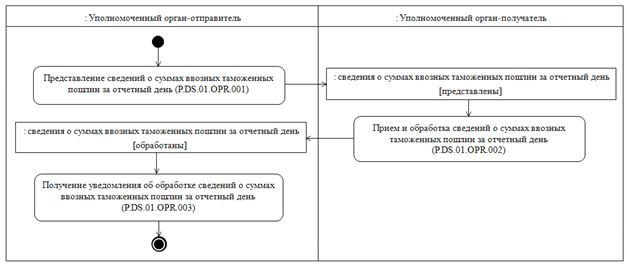 : Уполномоченный орган-отправитель
: Уполномоченный орган-получатель
Представление сведений о суммах ввозных таможенных
пошлин за отчетный день (P.DS.01.OPR.001)
: сведения о суммах ввозных таможенных пошлин за отчетный день
[представлены]
Прием и обработка сведений о суммах ввозных
таможенных пошлин за отчетный день
(P.DS.01.OPR.002)
: сведения о суммах ввозных таможенных пошлин за отчетный день
[обработаны]
Получение уведомления об обработке сведений о суммах
ввозных таможенных пошлин за отчетный день
(P.DS.01.OPR.003)